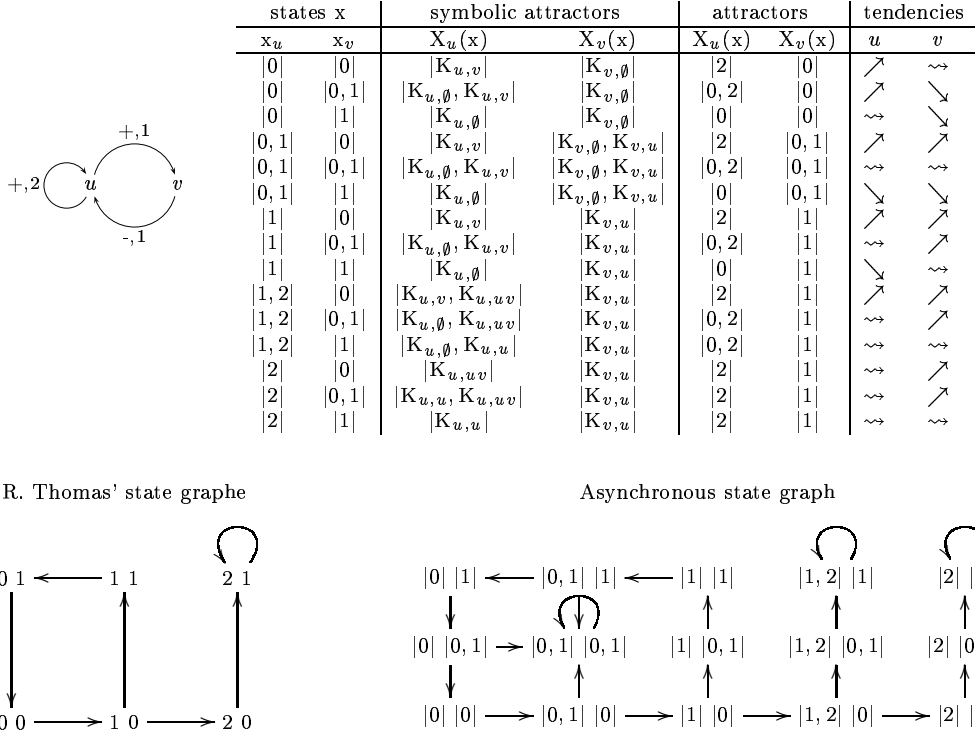 states x symbolic attractors attractors tendencies
x_u x_v X_u(x) X_v(x) X_u(x) X_v(x) u v
|0| |0| |K_{u,v}| |K_{v,∅}| |2| |0| ↗ ⇝
|0| |0,1| |K_{u,∅}, K_{u,v}| |K_{v,∅}| |0,2| |0| ↗ ↘
|0| |1| |K_{u,∅}| |K_{v,∅}| |0| |0| ⇝ ↘
|0,1| |0| |K_{u,v}| |K_{v,∅}, K_{v,u}| |2| |0,1| ↗ ↗
|0,1| |0,1| |K_{u,∅}, K_{u,v}| |K_{v,∅}, K_{v,u}| |0,2| |0,1| ⇝ ⇝
|0,1| |1| |K_{u,∅}| |K_{v,∅}, K_{v,u}| |0| |0,1| ↘ ↘
|1| |0| |K_{u,v}| |K_{v,u}| |2| |1| ↗ ↗
|1| |0,1| |K_{u,∅}, K_{u,v}| |K_{v,u}| |0,2| |1| ⇝ ↗
|1| |1| |K_{u,∅}| |K_{v,u}| |0| |1| ↘ ⇝
|1,2| |0| |K_{u,v}, K_{u,uv}| |K_{v,u}| |2| |1| ↗ ↗
|1,2| |0,1| |K_{u,∅}, K_{u,uv}| |K_{v,u}| |0,2| |1| ⇝ ↗
|1,2| |1| |K_{u,∅}, K_{u,u}| |K_{v,u}| |0,2| |1| ⇝ ⇝
|2| |0| |K_{u,uv}| |K_{v,u}| |2| |1| ⇝ ↗
|2| |0,1| |K_{u,u}, K_{u,uv}| |K_{v,u}| |2| |1| ⇝ ↗
|2| |1| |K_{u,u}| |K_{v,u}| |2| |1| ⇝ ⇝
+,1
+,2 u v
-,1
R. Thomas' state graphe
0 1 1 1 2 1
0 0 1 0 2 0
Asynchronous state graph
|0| |1| |0,1| |1| |1| |1| |1,2| |1| |2| |
|0| |0,1| |0,1| |0,1| |1| |0,1| |1,2| |0,1| |2| |0
|0| |0| |0,1| |0| |1| |0| |1,2| |0| |2| |